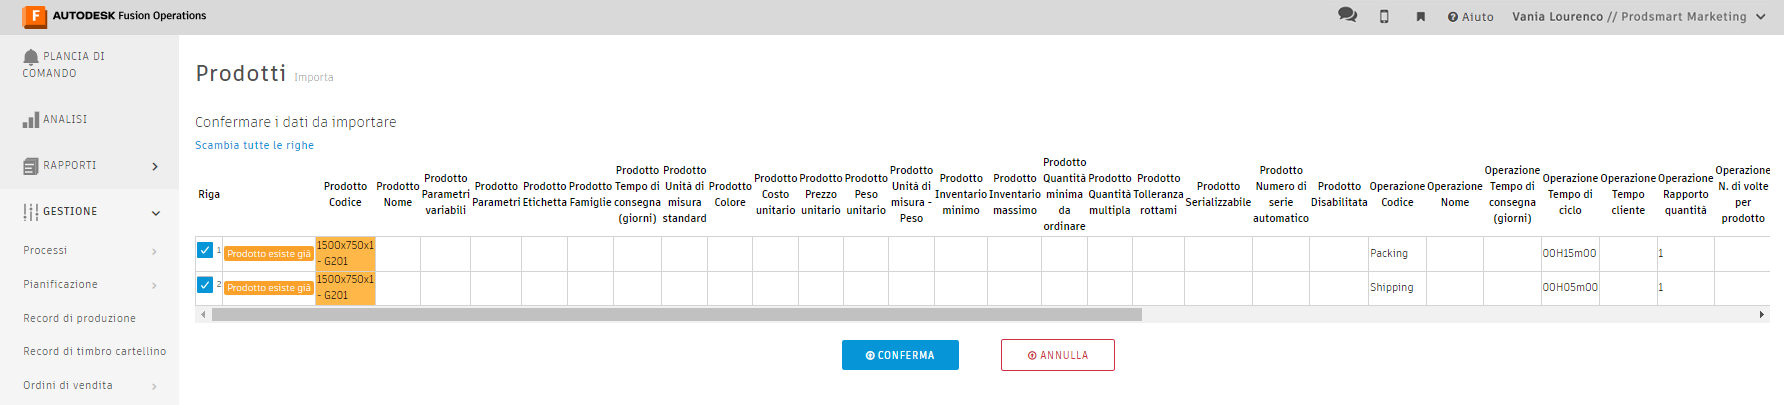 AUTODESK Fusion Operations
Aiuto
Vania Lourenco // Prodsmart Marketing
PLANCIA DI
COMANDO
ANALISI
RAPPORTI
GESTIONE
Processi
Pianificazione
Record di produzione
Record di timbro cartellino
Ordini di vendita
Prodotti Importa
Confermare i dati da importare
Scambia tutte le righe
Riga
Prodotto
Codice
Prodotto
Nome
Prodotto
Parametri
variabili
Prodotto
Parametri
Prodotto
Etichetta
Prodotto
Famiglie
Prodotto
Tempo di
consegna
(giorni)
Prodotto
Unità di
misura
standard
Prodotto
Colore
Prodotto
Costo
unitario
Prodotto
Prezzo
unitario
Prodotto
Peso
unitario
Prodotto
Unità di
misura -
Peso
Prodotto
Inventario
minimo
Prodotto
Inventario
massimo
Prodotto
Quantità
minima
da
ordinare
Prodotto
Quantità
multipla
Prodotto
Tolleranza
rottami
Prodotto
Serializzabile
Prodotto
Numero di
serie
automatico
Prodotto
Disabilitata
Operazione
Codice
Operazione
Nome
Operazione
Tempo di
consegna
(giorni)
Operazione
Tempo di
ciclo
Operazione
Tempo
cliente
Operazione
Rapporto
quantità
Operazione
N. di volte
per
prodotto
1 Prodotto esiste già
1500x750x1
- G201
Packing
00H15m00
1
2 Prodotto esiste già
1500x750x1
- G201
Shipping
00H05m00
1
CONFERMA
ANNULLA